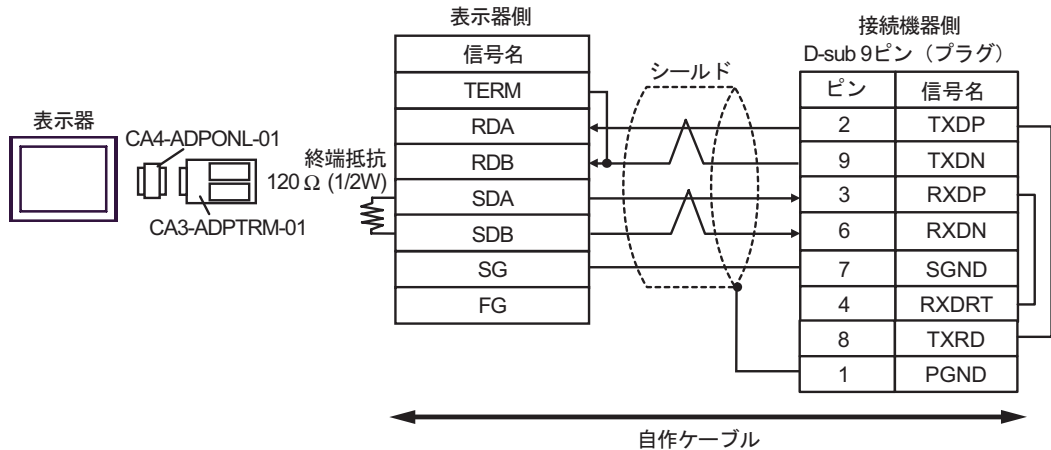 表示器
CA4-ADPONL-01
CA3-ADPTRM-01
終端抵抗
120 Ω (1/2W)
表示器側
信号名
TERM
RDA
RDB
SDA
SDB
SG
FG
シールド
接続機器側
D-sub 9ピン（プラグ）
ピン 信号名
2 TXDP
9 TXDN
3 RXDP
6 RXDN
7 SGND
4 RXDRT
8 TXRD
1 PGND
自作ケーブル